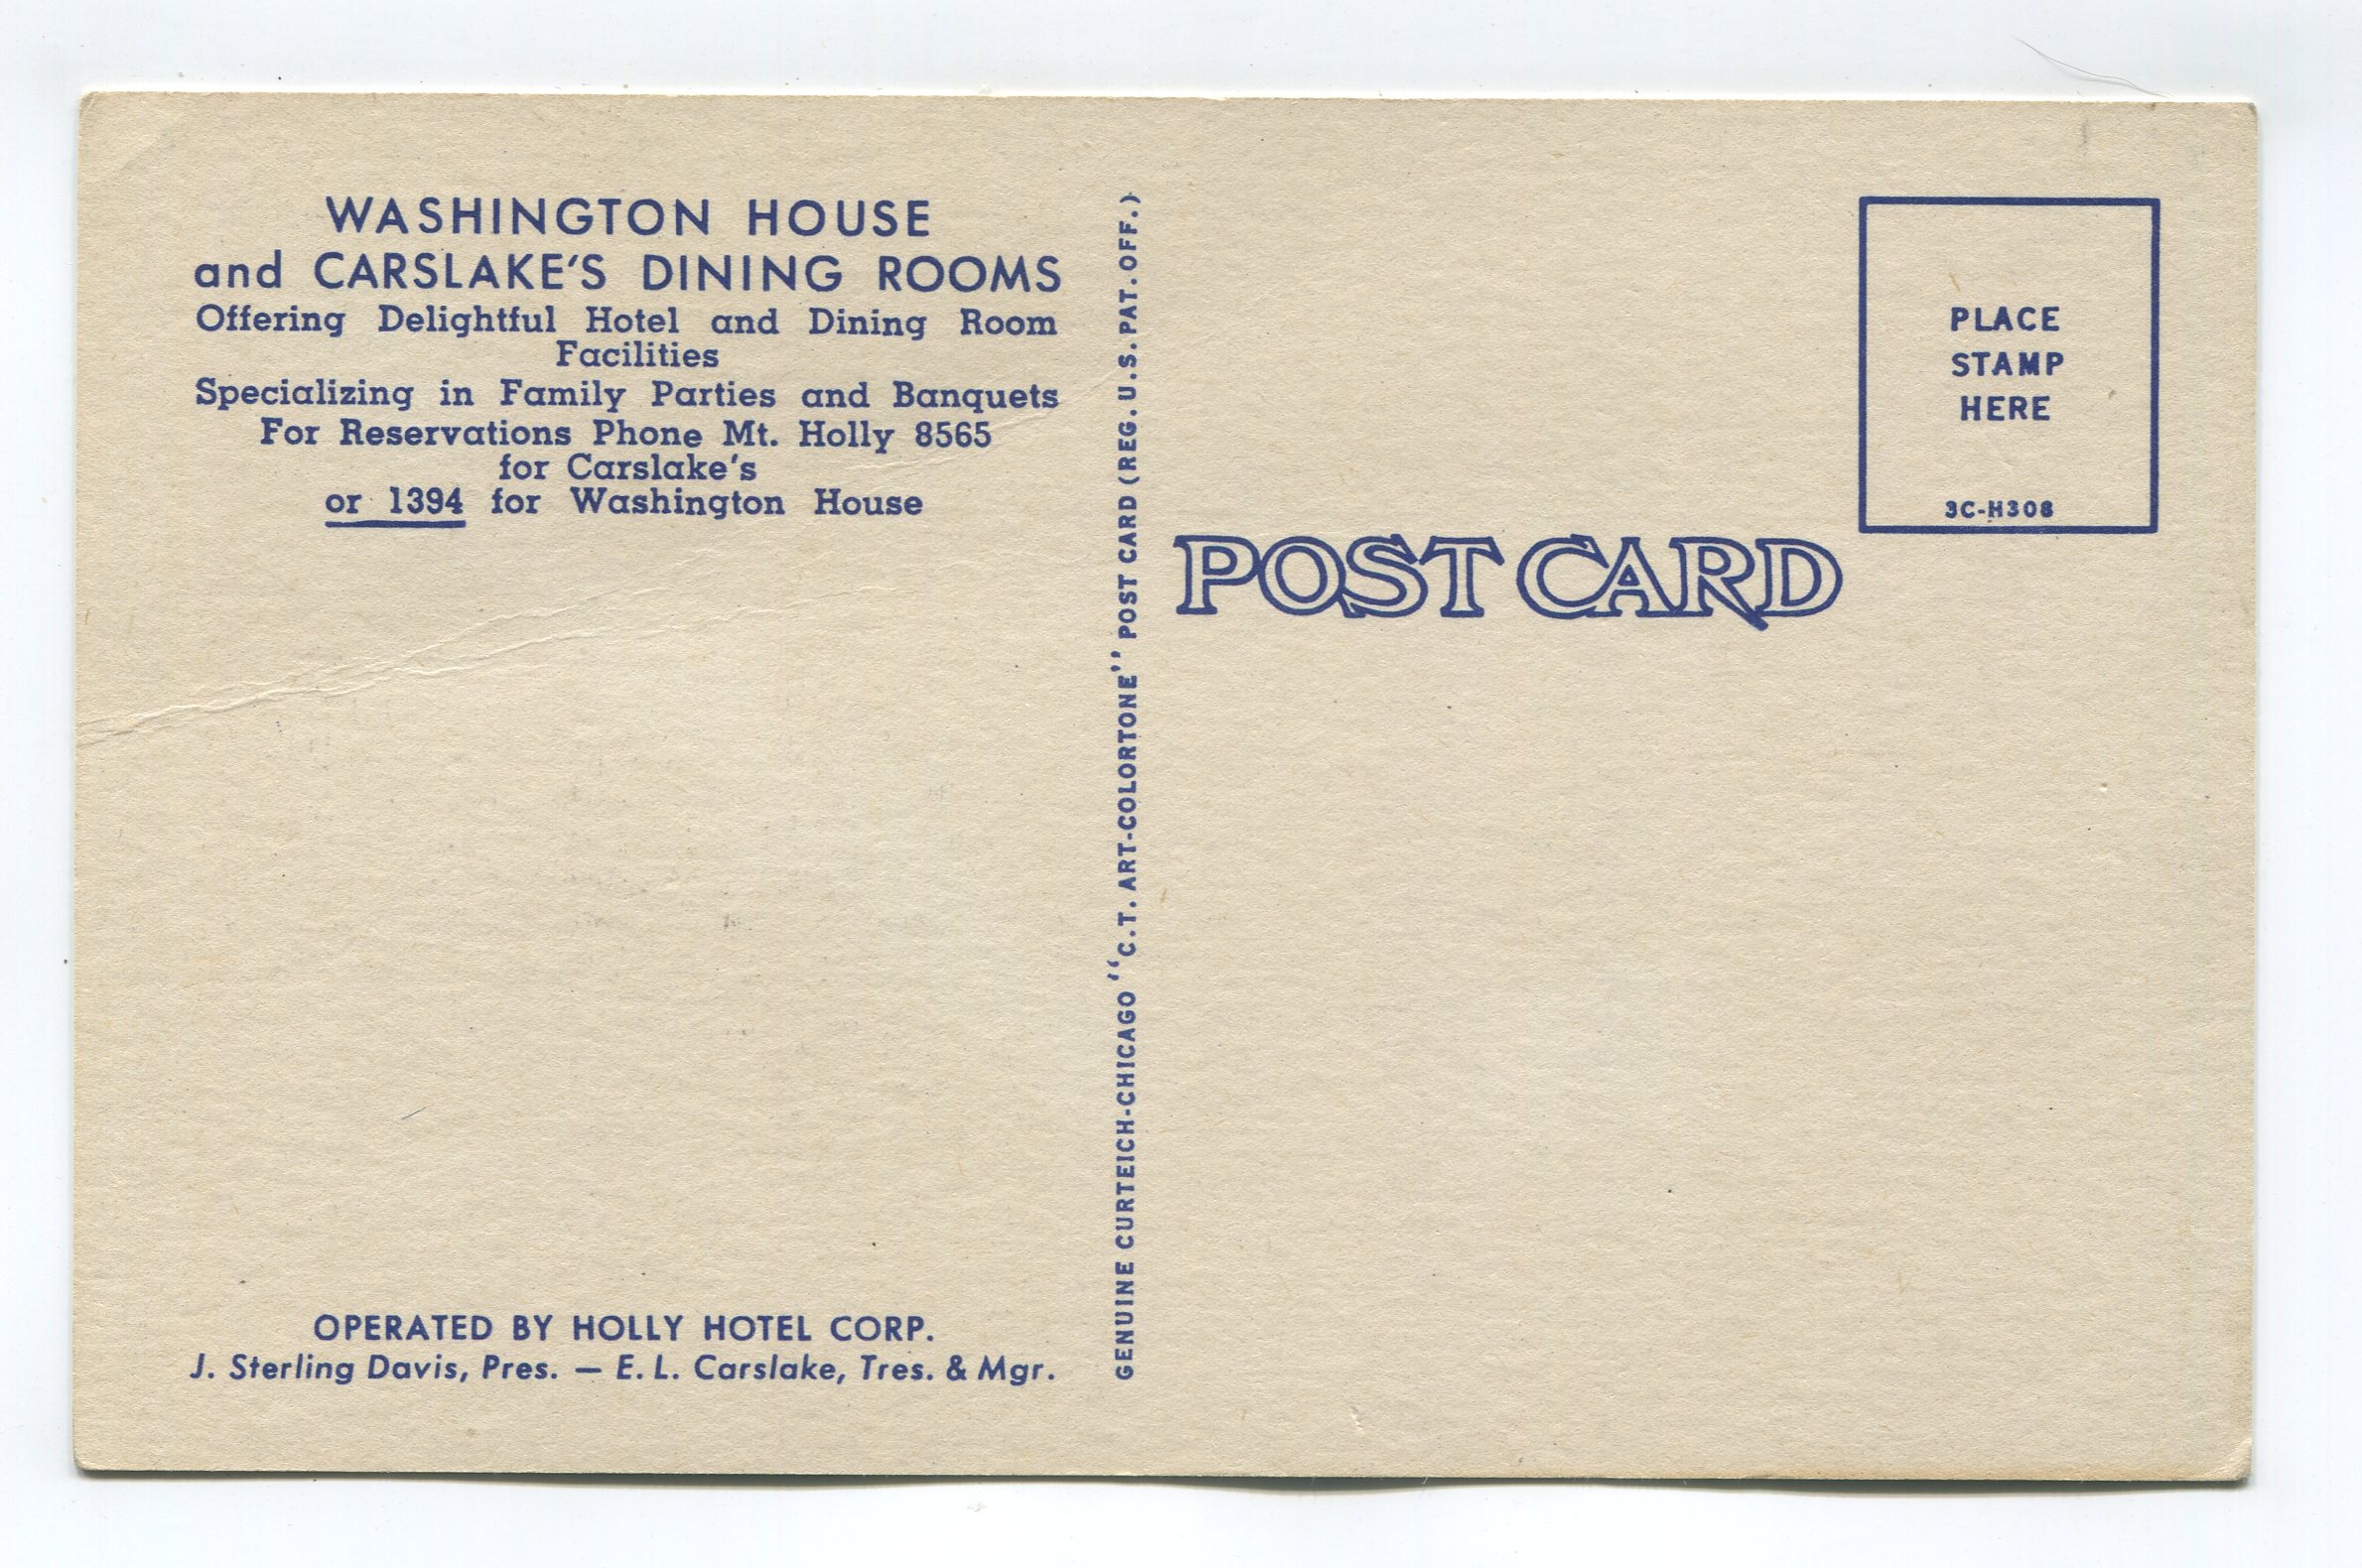 WASHINGTON HOUSE
and CARSLAKE'S DINING ROOMS
Offering Delightful Hotel and Dining Room
Facilities
Specializing in Family Parties and Banquets
For Reservations Phone Mt. Holly 8565
for Carslake's
or 1394 for Washington House
OPERATED BY HOLLY HOTEL CORP.
J. Sterling Davis, Pres. — E. L. Carslake, Tres. & Mgr.
GENUINE CURTEICH-CHICAGO "C.T. ART-COLORTONE" POST CARD (REG. U.S. PAT. OFF.)
POST CARD
PLACE
STAMP
HERE
3C-H308